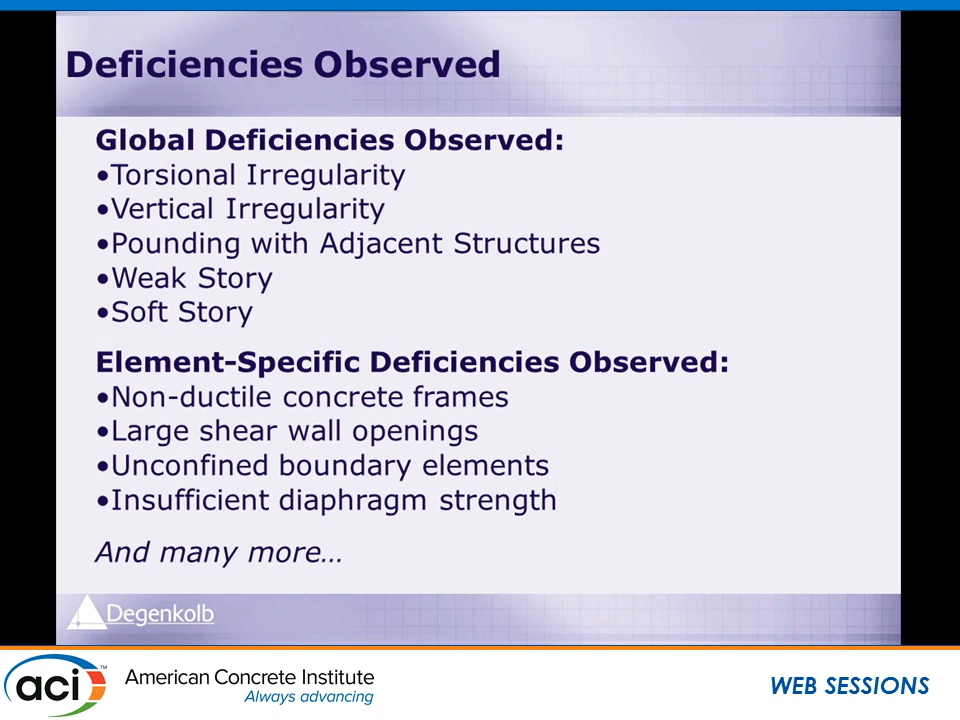 Deficiencies Observed
Global Deficiencies Observed:
•Torsional Irregularity
•Vertical Irregularity
•Pounding with Adjacent Structures
•Weak Story
•Soft Story
Element-Specific Deficiencies Observed:
•Non-ductile concrete frames
•Large shear wall openings
•Unconfined boundary elements
•Insufficient diaphragm strength
And many more…
Degenkolb
aci™
American Concrete Institute
Always advancing
WEB SESSIONS